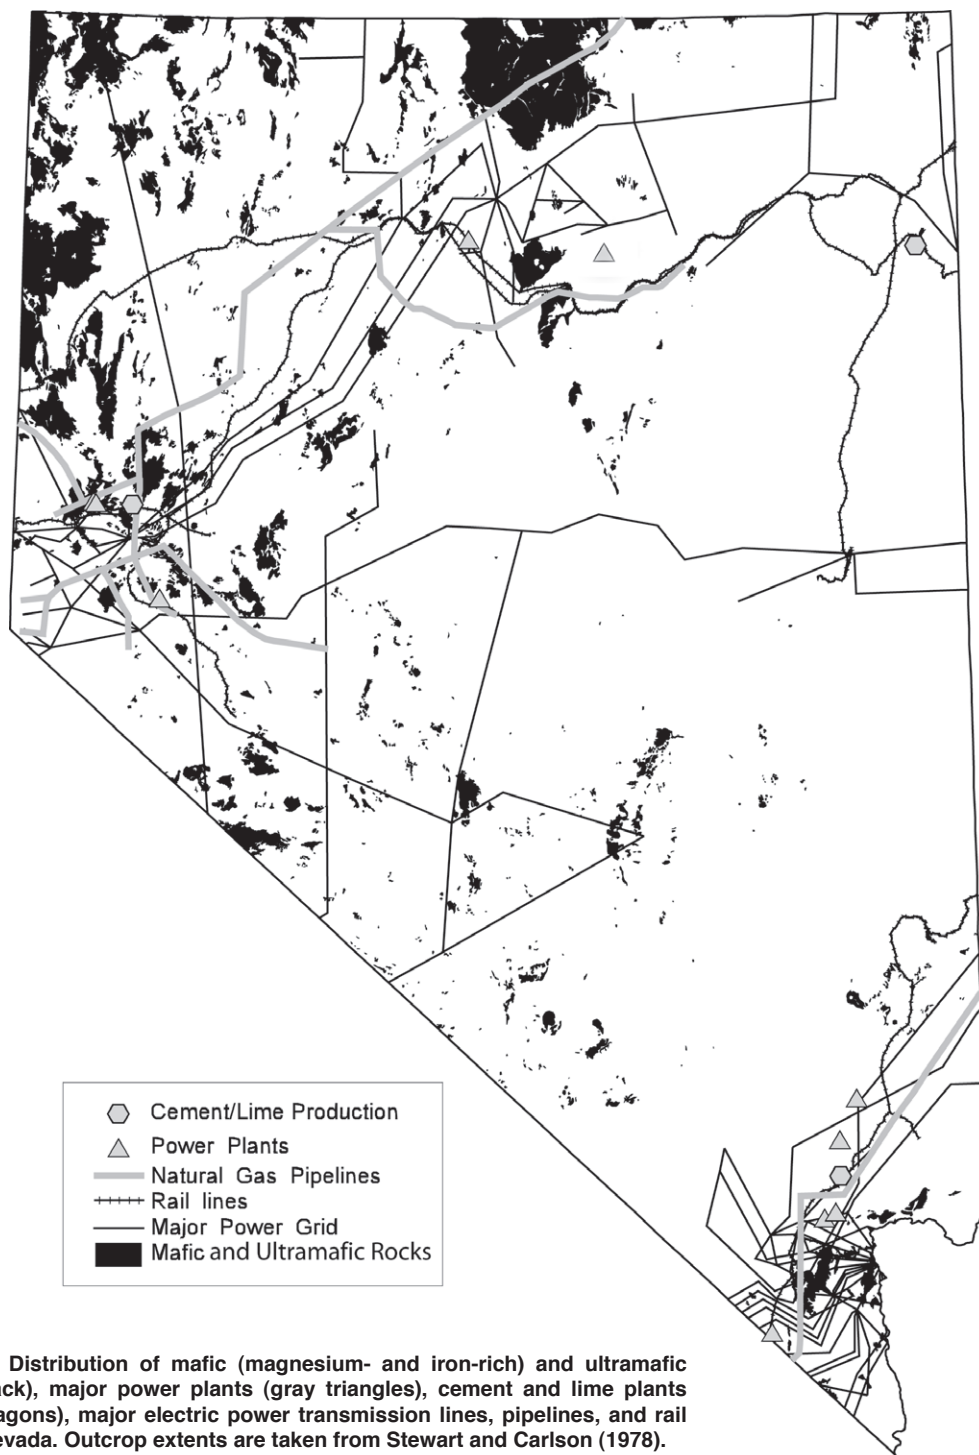 Cement/Lime Production
Power Plants
Natural Gas Pipelines
Rail lines
Major Power Grid
Mafic and Ultramafic Rocks
Distribution of mafic (magnesium- and iron-rich) and ultramafic
ack), major power plants (gray triangles), cement and lime plants
agons), major electric power transmission lines, pipelines, and rail
evada. Outcrop extents are taken from Stewart and Carlson (1978).